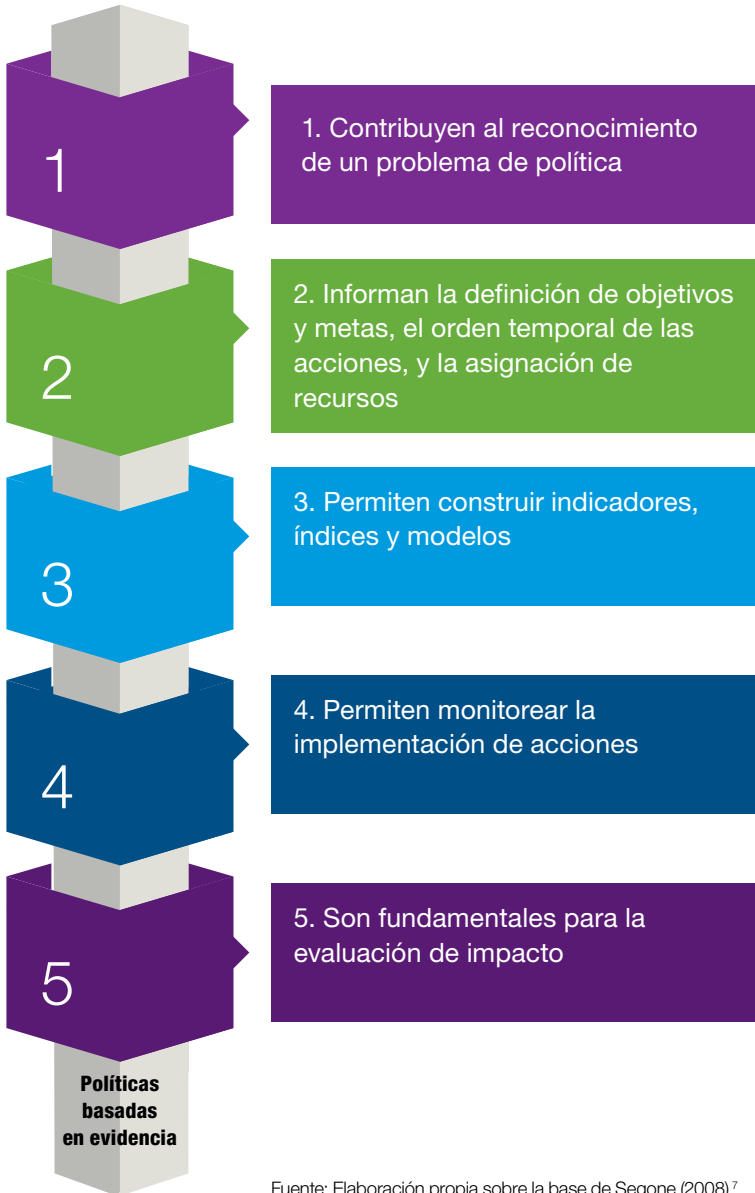 1
1. Contribuyen al reconocimiento
de un problema de política
2
2. Informan la definición de objetivos
y metas, el orden temporal de las
acciones, y la asignación de
recursos
3
3. Permiten construir indicadores,
índices y modelos
4
4. Permiten monitorear la
implementación de acciones
5
5. Son fundamentales para la
evaluación de impacto
Políticas
basadas
en evidencia
Fuente: Elaboración propia sobre la base de Segone (2008).7